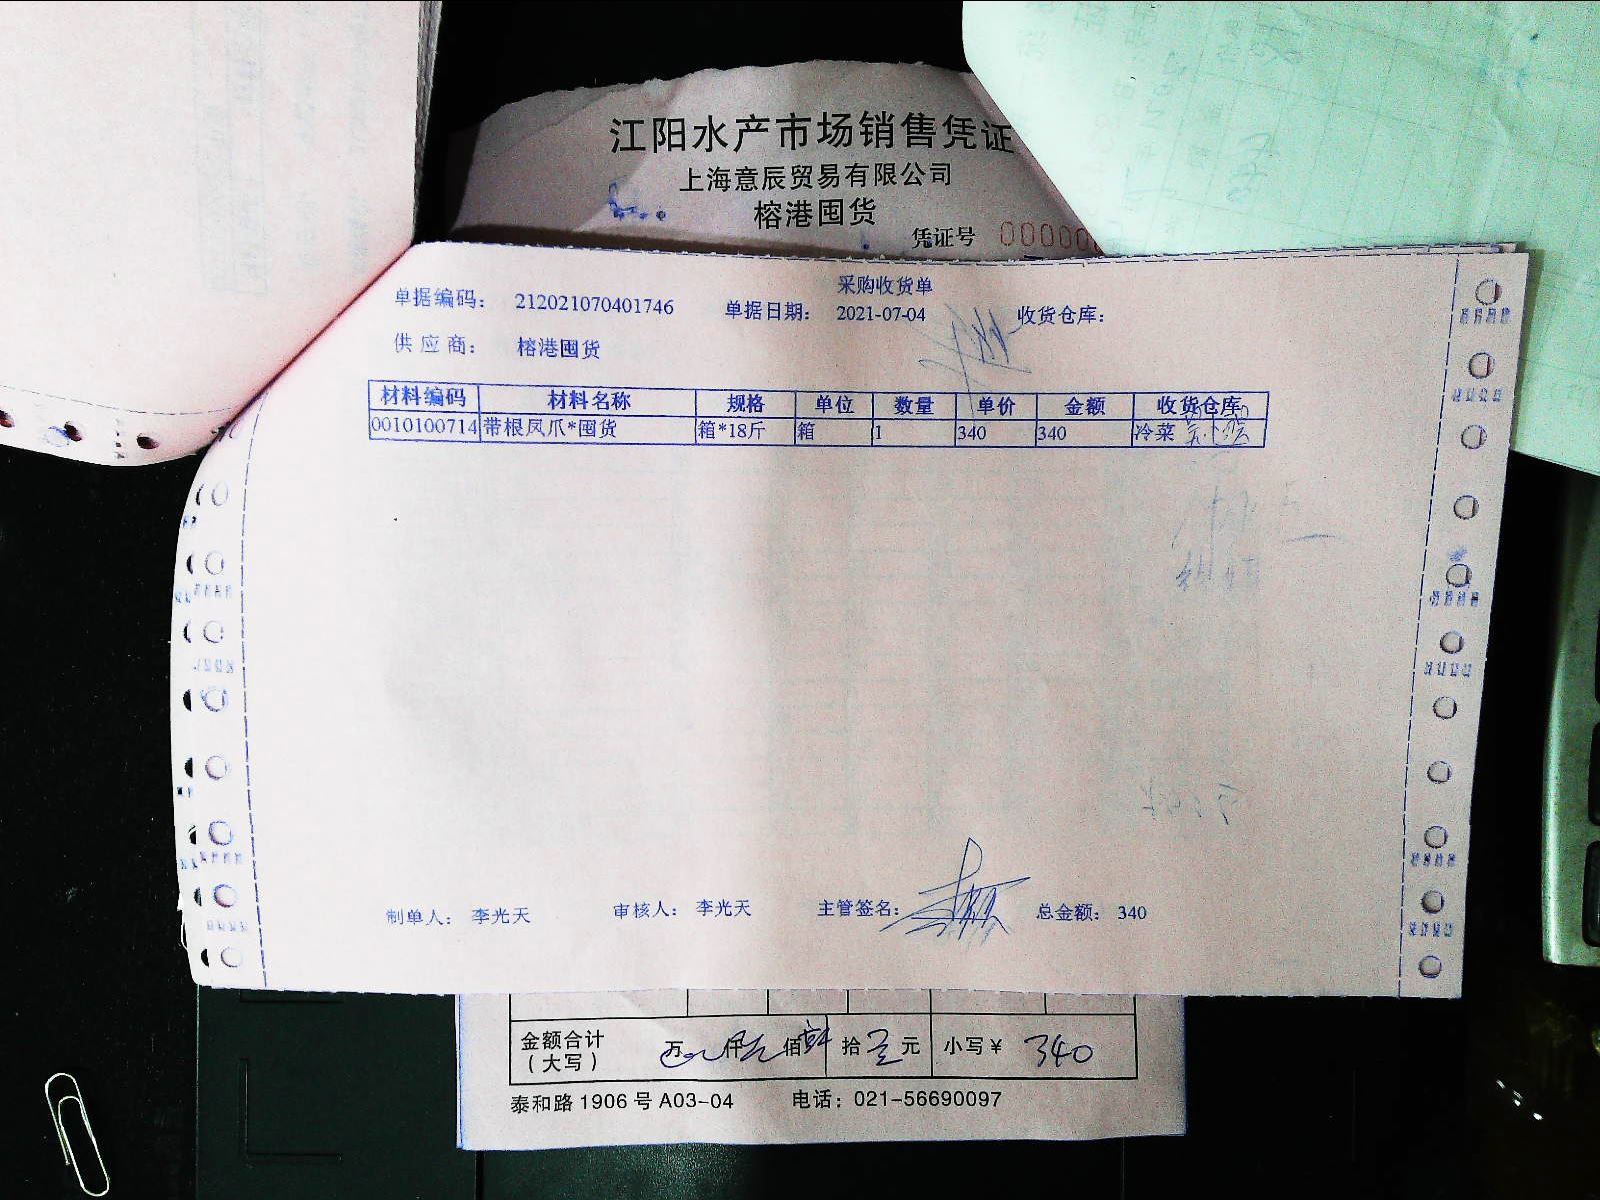 江阳水产市场销售凭证
上海意辰贸易有限公司
榕港囤货
凭证号 00000
采购收货单
单据编码： 212021070401746 单据日期： 2021-07-04 收货仓库：
供应商： 榕港囤货
材料编码 材料名称 规格 单位 数量 单价 金额 收货仓库
0010100714 带根凤爪*囤货 箱*18斤 箱 1 340 340 冷菜
制单人： 李光天 审核人： 李光天 主管签名： 总金额： 340
金额合计 万 仟 佰 拾 元 小写￥ 340
（大写）
泰和路1906号A03-04 电话：021-56690097